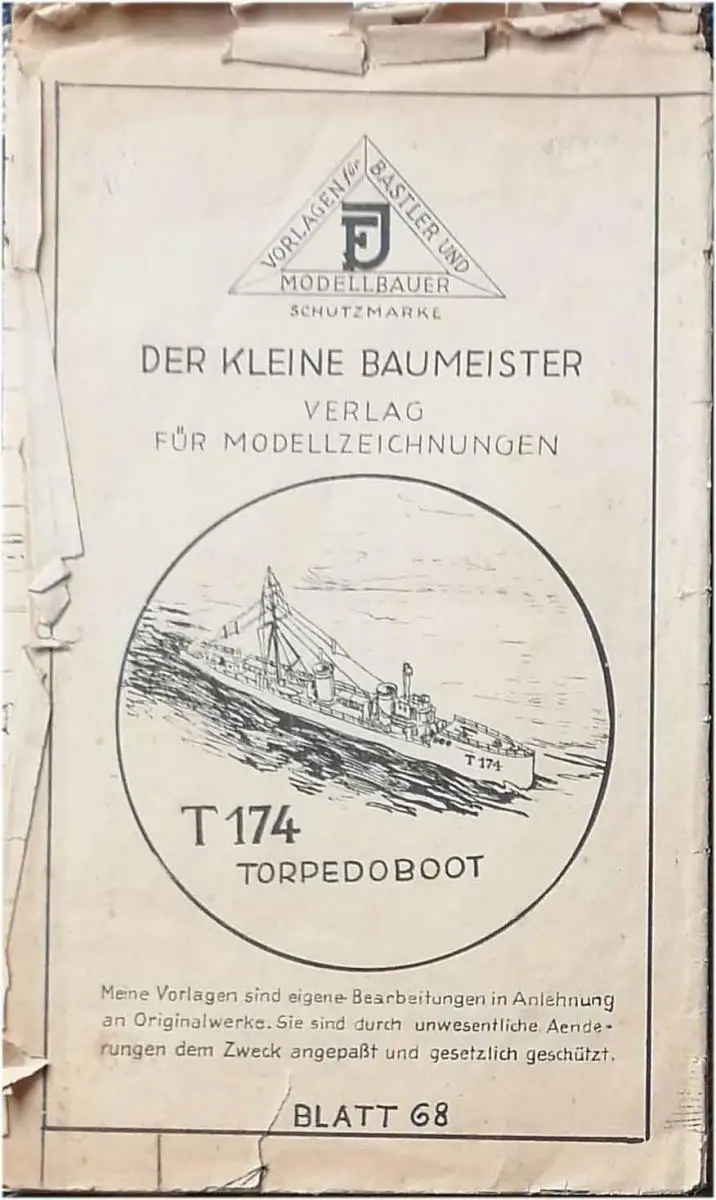 VORLAGEN für
BASTLER UND
FJ
MODELLBAUER
SCHUTZMARKE
DER KLEINE BAUMEISTER
VERLAG
FÜR MODELLZEICHNUNGEN
T 174
T 174
TORPEDOBOOT
Meine Vorlagen sind eigene Bearbeitungen in Anlehnung
an Originalwerke. Sie sind durch unwesentliche Aende-
rungen dem Zweck angepaßt und gesetzlich geschützt.
BLATT 68